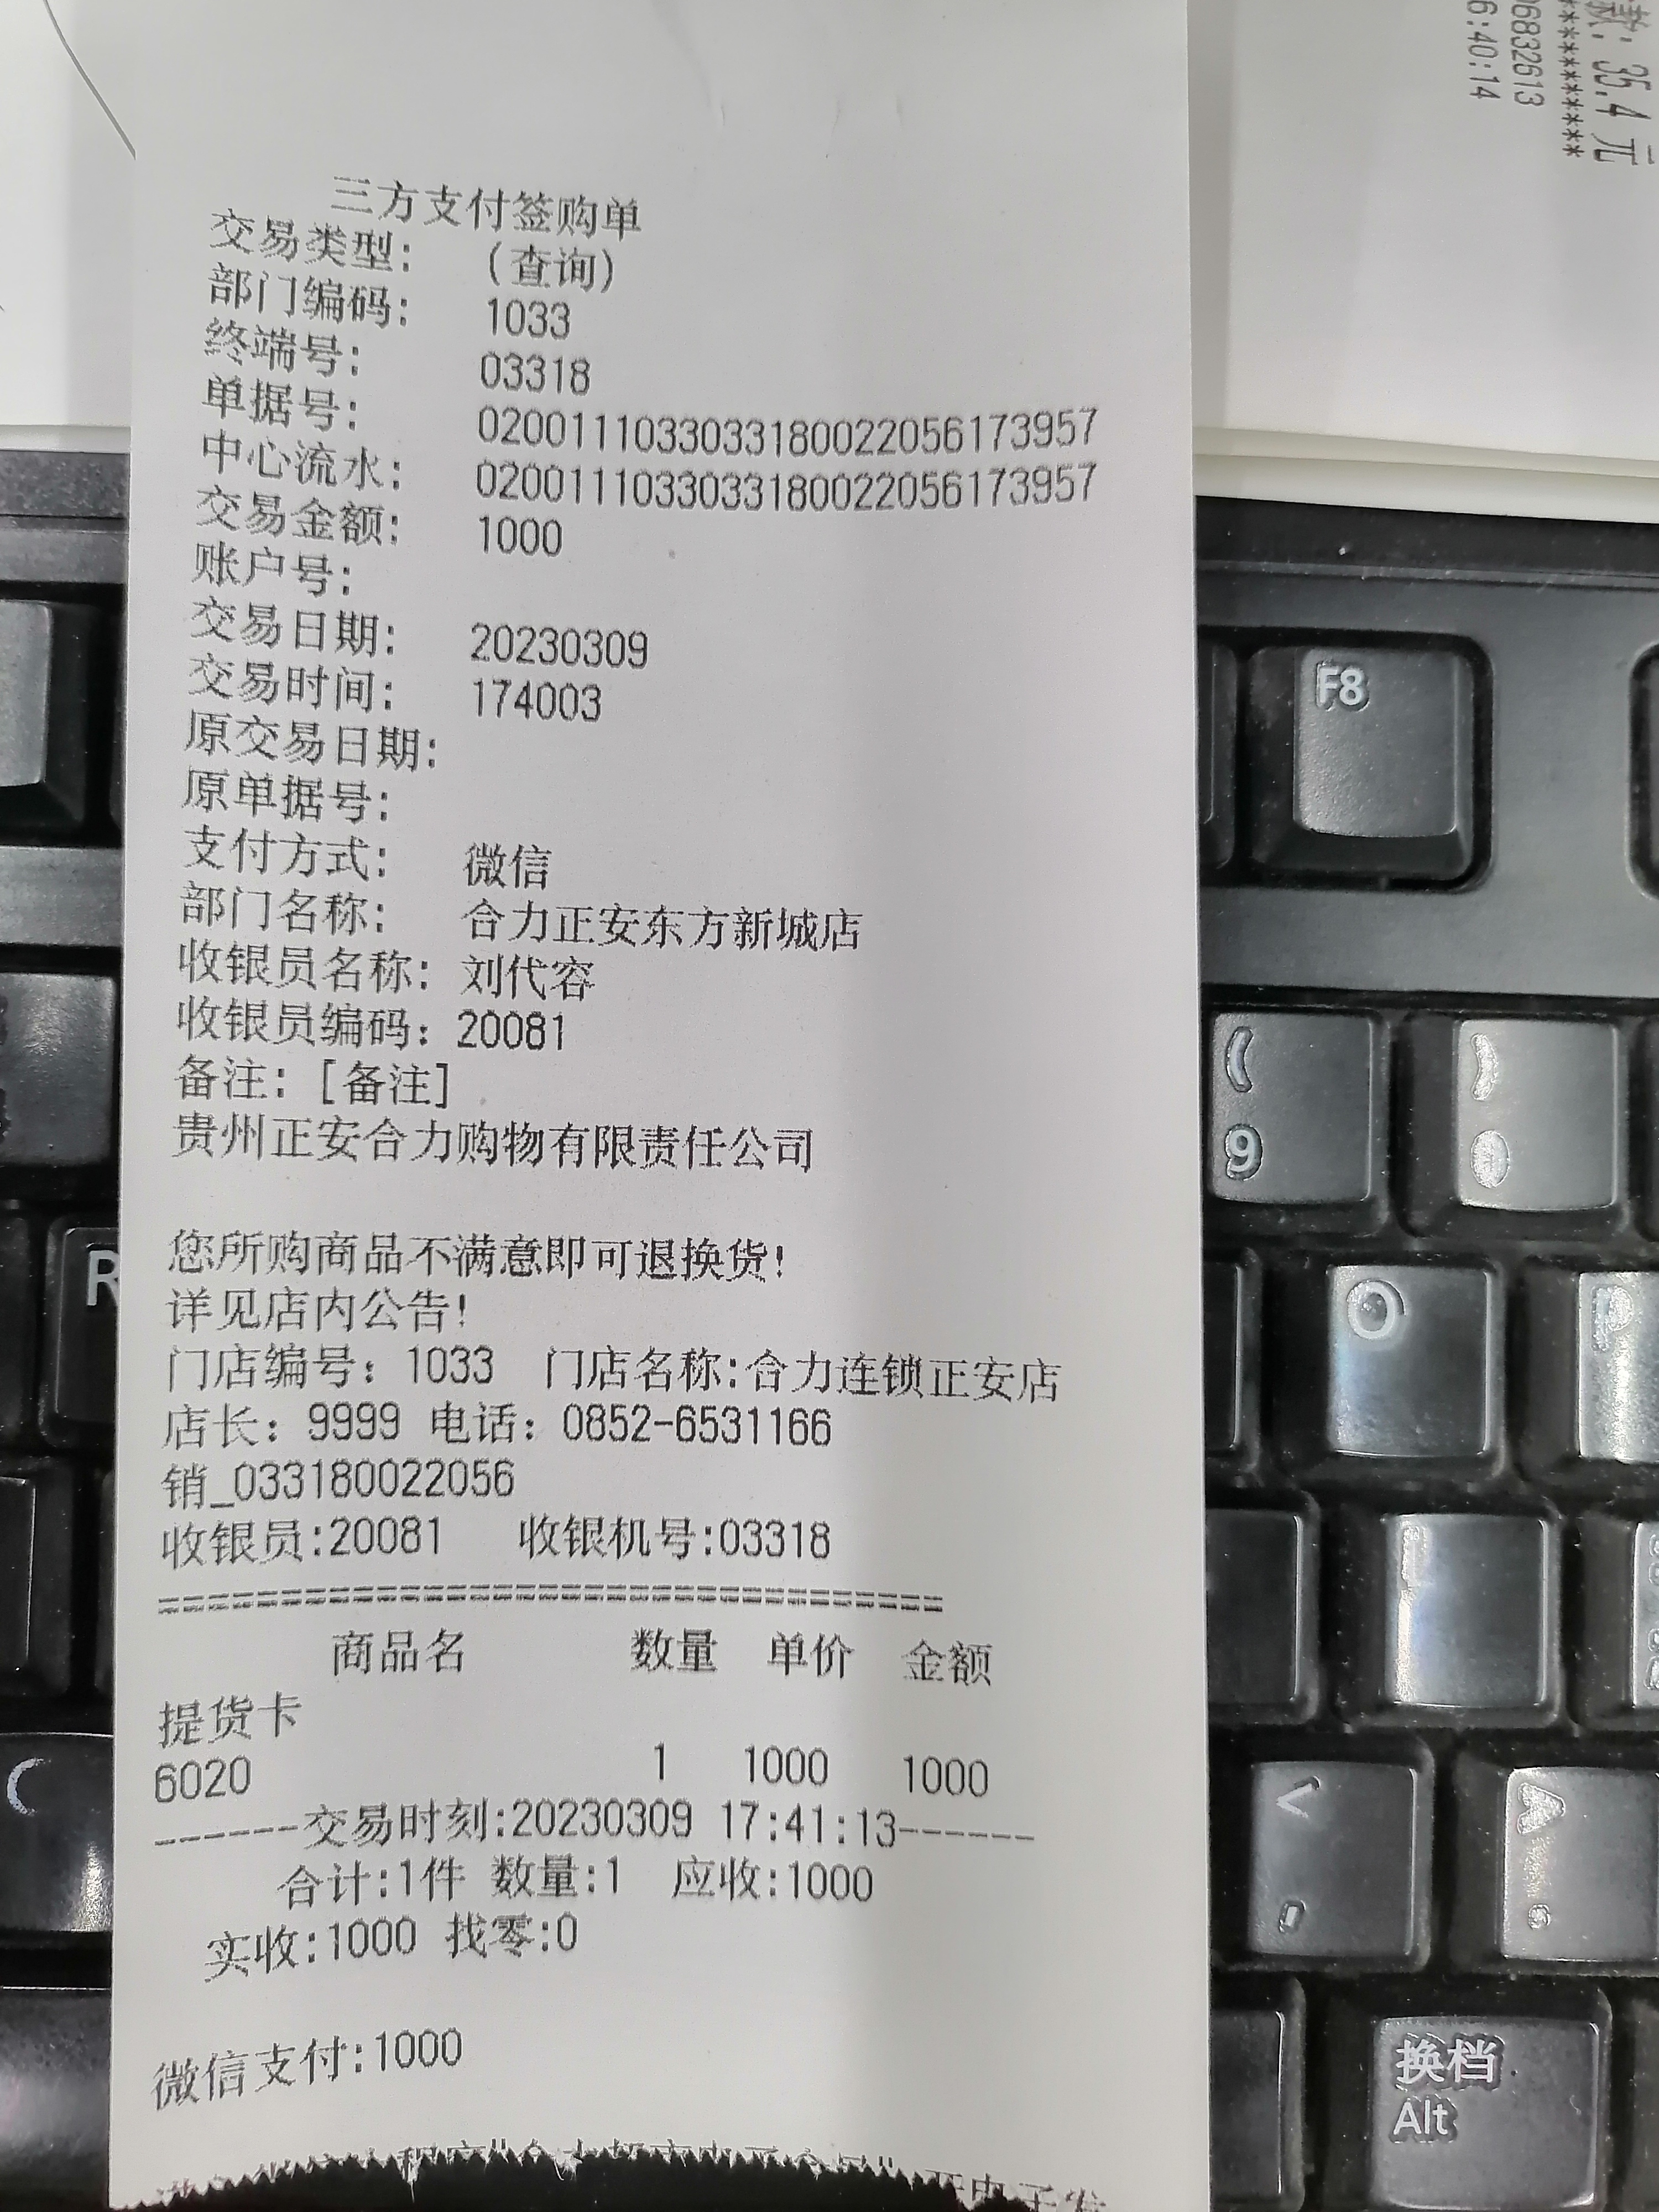 三方支付签购单
交易类型: (查询)
部门编码: 1033
终端号: 03318
单据号: 0200111033033180022056173957
中心流水: 0200111033033180022056173957
交易金额: 1000
账户号:
交易日期: 20230309
交易时间: 174003
原交易日期:
原单据号:
支付方式: 微信
部门名称: 合力正安东方新城店
收银员名称: 刘代容
收银员编码: 20081
备注: [备注]
贵州正安合力购物有限责任公司
您所购商品不满意即可退换货!
详见店内公告!
门店编号: 1033 门店名称:合力连锁正安店
店长: 9999 电话: 0852-6531166
销_033180022056
收银员:20081 收银机号:03318
================================
商品名 数量 单价 金额
提货卡
6020 1 1000 1000
------交易时刻:20230309 17:41:13------
合计:1件 数量:1 应收:1000
实收:1000 找零:0
微信支付:1000
款: 35.4 元
***********
06832613
6:40:14
F8
(
9
)
R
O
P
L
<
,
换档
Alt